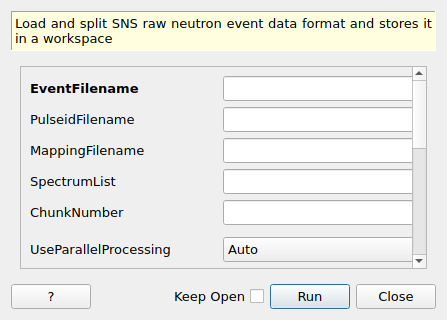 Load and split SNS raw neutron event data format and stores it
in a workspace
EventFilename
PulseidFilename
MappingFilename
SpectrumList
ChunkNumber
UseParallelProcessing Auto
? Keep Open Run Close